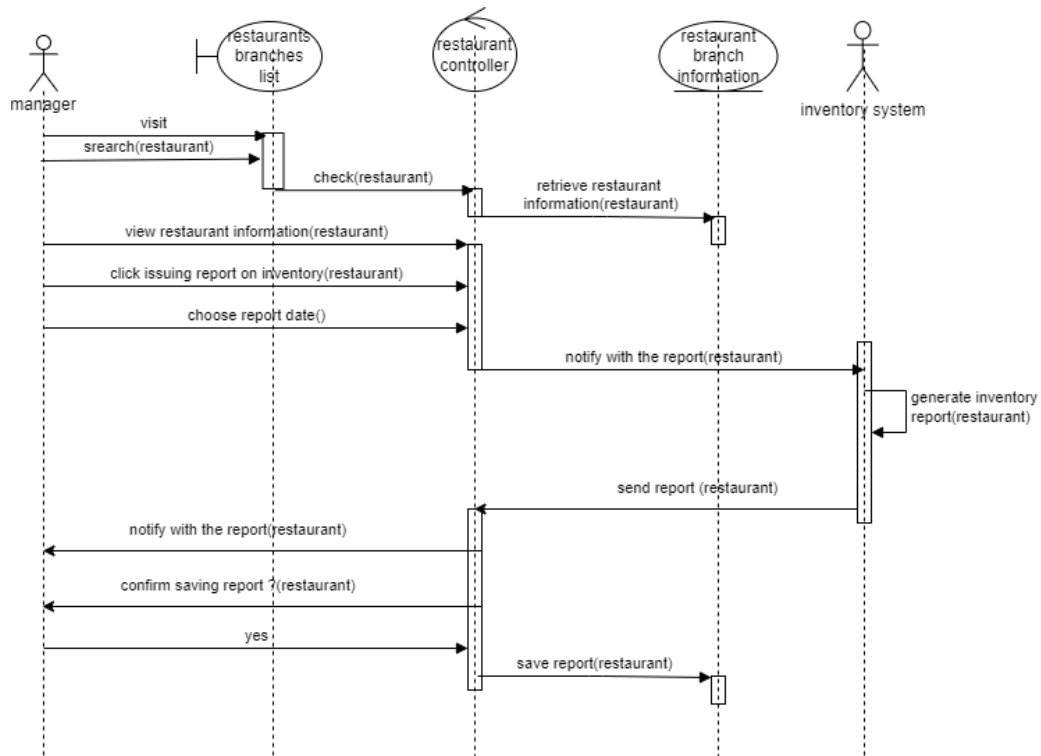 restaurants
branches
list
restaurant
controller
restaurant
branch
information
manager
inventory system
visit
srearch(restaurant)
check(restaurant)
retrieve restaurant
information(restaurant)
view restaurant information(restaurant)
click issuing report on inventory(restaurant)
choose report date()
notify with the report(restaurant)
generate inventory
report(restaurant)
send report (restaurant)
notify with the report(restaurant)
confirm saving report ?(restaurant)
yes
save report(restaurant)